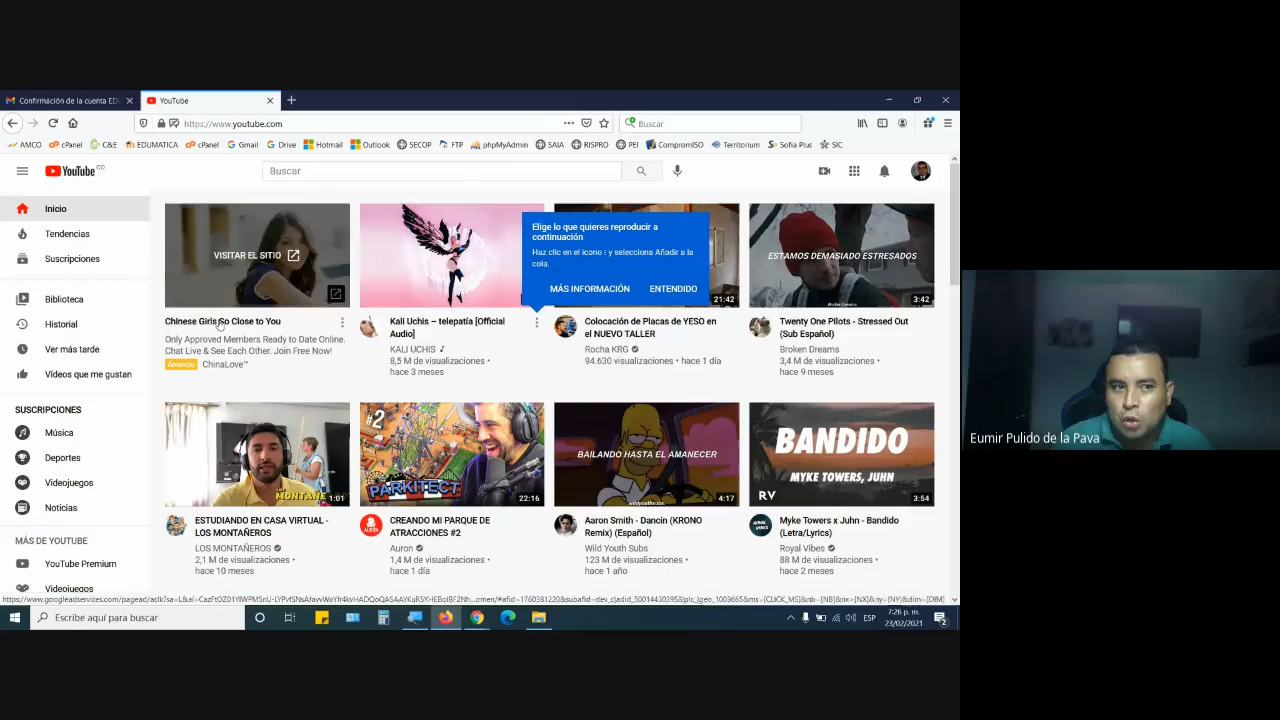 Confirmación de la cuenta EDU
YouTube
https://www.youtube.com
Buscar
AMCO
cPanel
C&E
EDUMATICA
cPanel
Gmail
Drive
Hotmail
Outlook
SECOP
FTP
phpMyAdmin
SAIA
RISPRO
PEI
CompromISO
Territorium
Sofia Plus
SIC
YouTube CO
Buscar
Inicio
Tendencias
Suscripciones
Biblioteca
Historial
Ver más tarde
Vídeos que me gustan
SUSCRIPCIONES
Música
Deportes
Videojuegos
Noticias
MÁS DE YOUTUBE
YouTube Premium
Videojuegos
VISITAR EL SITIO
Chinese Girls So Close to You
Only Approved Members Ready to Date Online.
Chat Live & See Each Other. Join Free Now!
Anuncio ChinaLove™
Kali Uchis – telepatía [Official
Audio]
KALI UCHIS
8,5 M de visualizaciones •
hace 3 meses
Elige lo que quieres reproducir a
continuación
Haz clic en el icono ⋮ y selecciona Añadir a la
cola.
MÁS INFORMACIÓN
ENTENDIDO
21:42
Colocación de Placas de YESO en
el NUEVO TALLER
Rocha KRG
94.630 visualizaciones • hace 1 día
ESTAMOS DEMASIADO ESTRESADOS
Broken Dreams
3:42
Twenty One Pilots - Stressed Out
(Sub Español)
Broken Dreams
3,4 M de visualizaciones •
hace 9 meses
MONTAÑE
1:01
ESTUDIANDO EN CASA VIRTUAL -
LOS MONTAÑEROS
LOS MONTAÑEROS
2,1 M de visualizaciones •
hace 10 meses
#2
PARKITECT
22:16
CREANDO MI PARQUE DE
ATRACCIONES #2
Auron
1,4 M de visualizaciones •
hace 1 día
BAILANDO HASTA EL AMANECER
wildyouthsubs
4:17
Aaron Smith - Dancin (KRONO
Remix) (Español)
Wild Youth Subs
123 M de visualizaciones •
hace 1 año
BANDIDO
MYKE TOWERS, JUHN
RV
3:54
Myke Towers x Juhn - Bandido
(Letra/Lyrics)
Royal Vibes
88 M de visualizaciones •
hace 2 meses
Escribe aquí para buscar
ESP
7:26 p. m.
23/02/2021
2
Eumir Pulido de la Pava